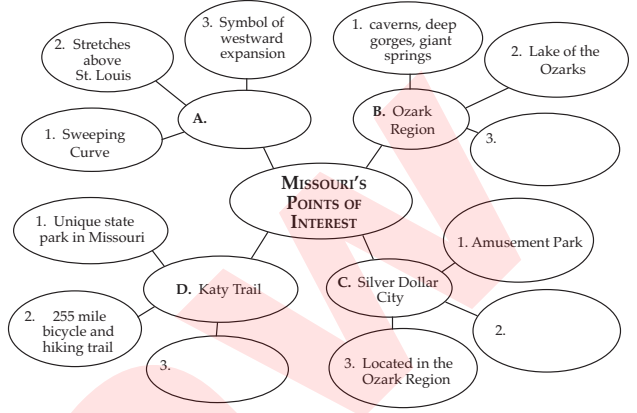 3. Symbol of
westward
expansion
2. Stretches
above
St. Louis
1. Sweeping
Curve
A.
1. caverns, deep
gorges, giant
springs
2. Lake of the
Ozarks
B. Ozark
Region
3.
MISSOURI'S
POINTS OF
INTEREST
1. Unique state
park in Missouri
D. Katy Trail
2. 255 mile
bicycle and
hiking trail
3.
1. Amusement Park
C. Silver Dollar
City
2.
3. Located in the
Ozark Region